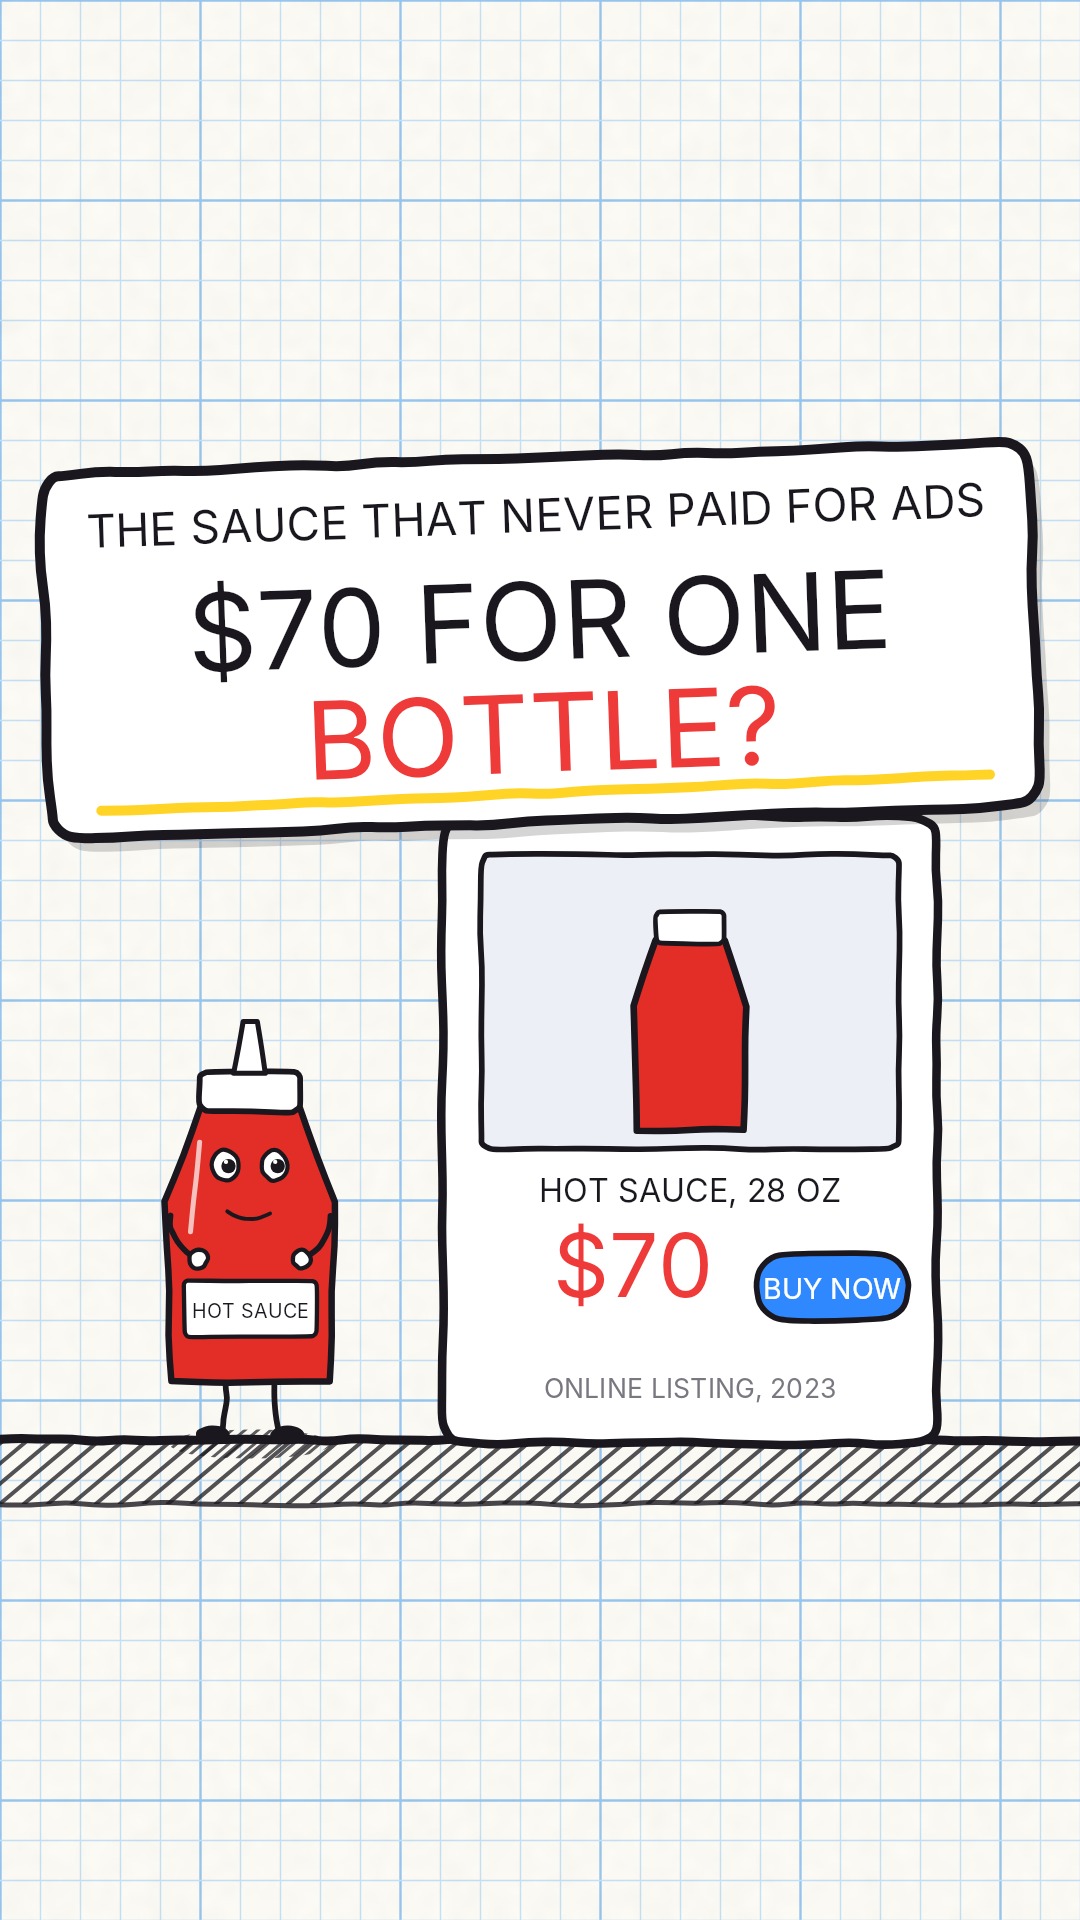 THE SAUCE THAT NEVER PAID FOR ADS
$70 FOR ONE
BOTTLE?
HOT SAUCE, 28 OZ
$70
BUY NOW
HOT SAUCE
ONLINE LISTING, 2023